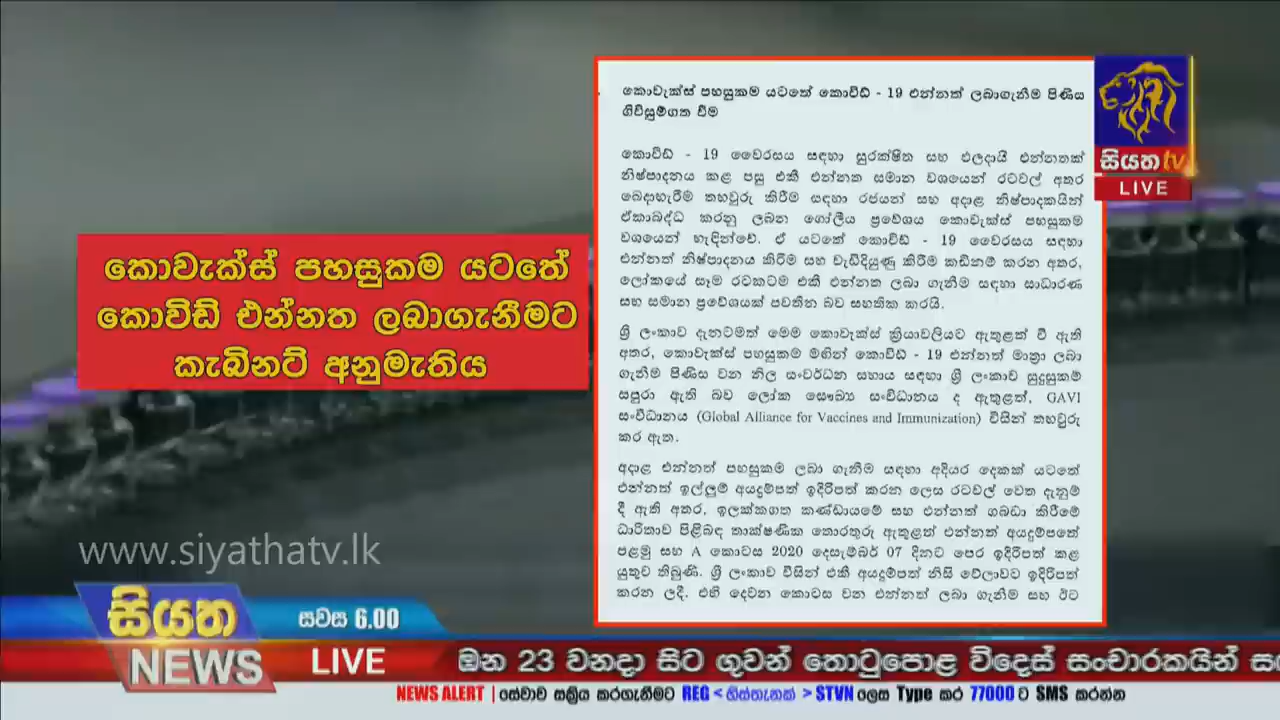 කොවැක්ස් පහසුකම යටතේ කොවිඩ් - 19 එන්නත් ලබාගැනීම පිණිස
ගිවිසුම්ගත වීම
කොවිඩ් - 19 වෛරසය සඳහා සුරක්ෂිත සහ ඵලදායී එන්නතක්
නිෂ්පාදනය කළ පසු එකී එන්නත සමාන වශයෙන් රටවල් අතර
බෙදාහැරීම තහවුරු කිරීම සඳහා රජයන් සහ අදාළ නිෂ්පාදකයින්
ඒකාබද්ධ කරනු ලබන ගෝලීය ප්‍රවේශය කොවැක්ස් පහසුකම
වශයෙන් හැඳින්වේ. ඒ යටතේ කොවිඩ් - 19 වෛරසය සඳහා
එන්නත් නිෂ්පාදනය කිරීම සහ වැඩිදියුණු කිරීම කඩිනම් කරන අතර,
ලෝකයේ සෑම රටකටම එකී එන්නත ලබා ගැනීම සඳහා සාධාරණ
සහ සමාන ප්‍රවේශයක් පවතින බව සහතික කරයි.
ශ්‍රී ලංකාව දැනටමත් මෙම කොවැක්ස් ක්‍රියාවලියට ඇතුළත් වී ඇති
අතර, කොවැක්ස් පහසුකම මඟින් කොවිඩ් - 19 එන්නත් මාත්‍රා ලබා
ගැනීම පිණිස වන නිල සංවර්ධන සහාය සඳහා ශ්‍රී ලංකාව සුදුසුකම්
සපුරා ඇති බව ලෝක සෞඛ්‍ය සංවිධානය ද ඇතුළත්, GAVI
සංවිධානය (Global Alliance for Vaccines and Immunization) විසින් තහවුරු
කර ඇත.
අදාළ එන්නත් පහසුකම ලබා ගැනීම සඳහා අදියර දෙකක් යටතේ
එන්නත් ඉල්ලුම් අයදුම්පත් ඉදිරිපත් කරන ලෙස රටවල් වෙත දැනුම්
දී ඇති අතර, ඉලක්කගත කණ්ඩායමේ සහ එන්නත් ගබඩා කිරීමේ
ධාරිතාව පිළිබඳ තාක්ෂණික තොරතුරු ඇතුළත් එන්නත් අයදුම්පතේ
පළමු සහ A කොටස 2020 දෙසැම්බර් 07 දිනට පෙර ඉදිරිපත් කළ
යුතුව තිබුණි. ශ්‍රී ලංකාව විසින් එකී අයදුම්පත් නිසි වේලාවට ඉදිරිපත්
කරන ලදී. එහි දෙවන කොටස වන එන්නත් ලබා ගැනීම සහ ඊට
සියත tv
LIVE
කොවැක්ස් පහසුකම යටතේ
කොවිඩ් එන්නත ලබාගැනීමට
කැබිනට් අනුමැතිය
www.siyathatv.lk
සියත
NEWS
සවස 6.00
LIVE
ඔන 23 වනදා සිට ගුවන් තොටුපොළ විදෙස් සංචාරකයින්
NEWS ALERT | සේවාව සක්‍රිය කරගැනීමට REG < හිස්තැනක් > STVN ලෙස Type කර 77000 ට SMS කරන්න